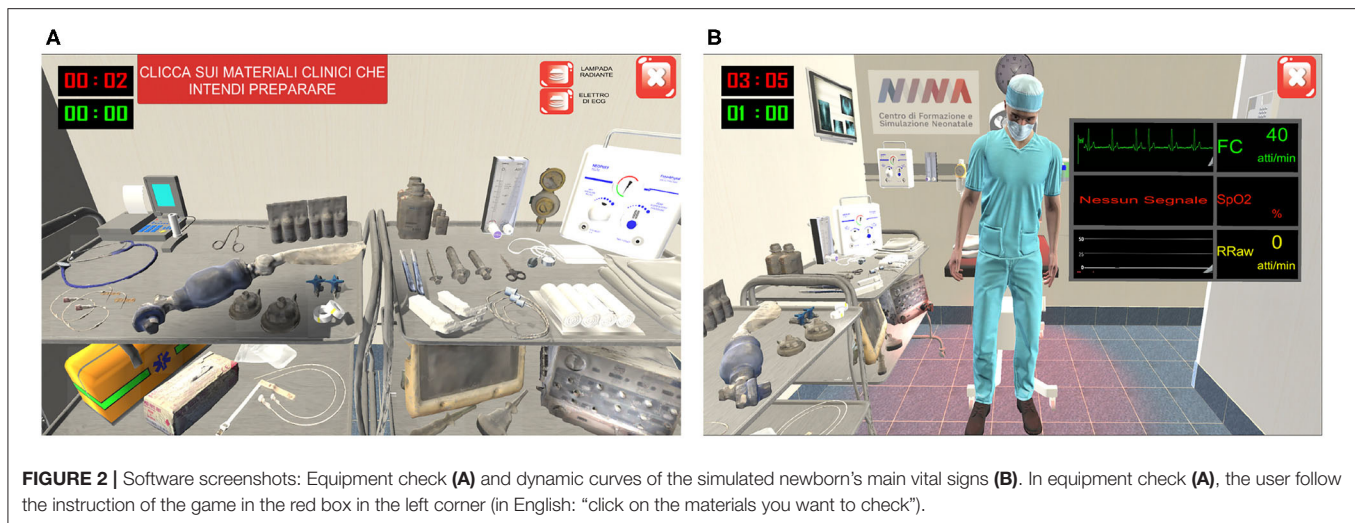 A
00:02
00:00
CLICCA SUI MATERIALI CLINICI CHE
INTENDI PREPARARE
LAMPADA
RADIANTE
ELETTRO
DI ECG
B
03:05
01:00
NINA
Centro di Formazione e
Simulazione Neonatale
FC
40
atti/min
Nessun Segnale
SpO2
%
50
25
0
RRaw
0
atti/min
FIGURE 2 | Software screenshots: Equipment check (A) and dynamic curves of the simulated newborn's main vital signs (B). In equipment check (A), the user follow
the instruction of the game in the red box in the left corner (in English: “click on the materials you want to check”).